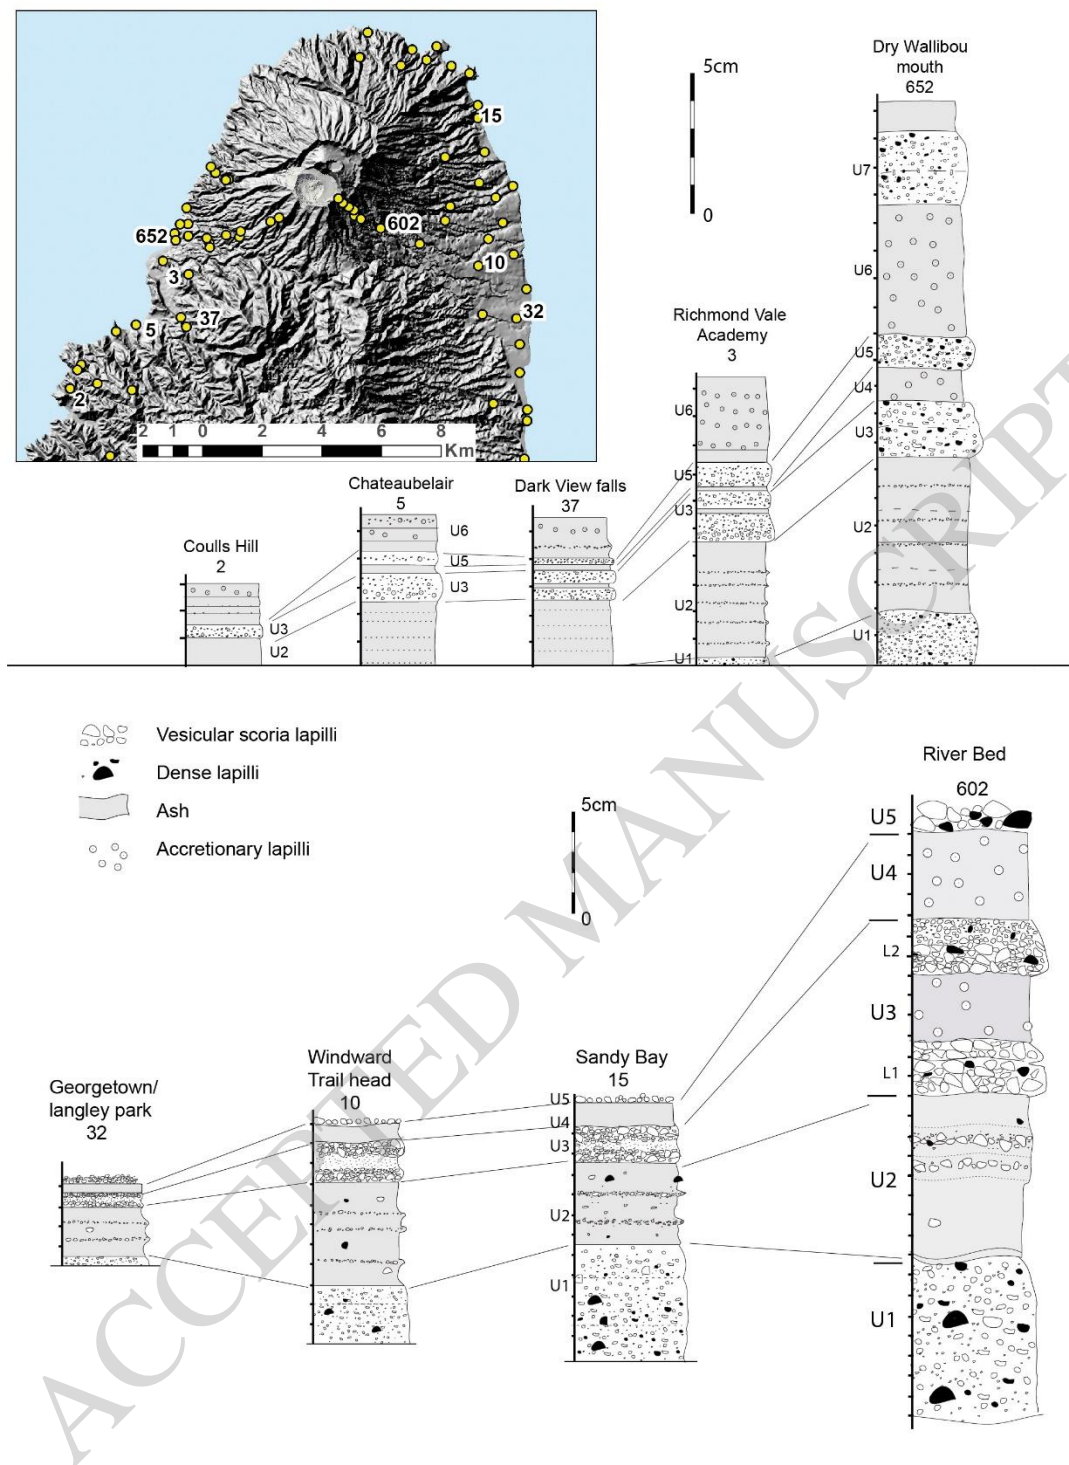 15
602
652
10
3
32
37
5
2
2 1 0 2 4 6 8
Km
5cm
0
Dry Wallibou
mouth
652
U7
U6
U5
U4
U3
U2
U1
Richmond Vale
Academy
3
U6
U5
U3
U2
U1
Dark View falls
37
Chateaubelair
5
U6
U5
U3
Coulls Hill
2
U3
U2
Vesicular scoria lapilli
Dense lapilli
Ash
Accretionary lapilli
5cm
0
River Bed
602
U5
U4
L2
U3
L1
U2
U1
Sandy Bay
15
U5
U4
U3
U2
U1
Windward
Trail head
10
Georgetown/
langley park
32
ACCEPTED MANUSCRIPT